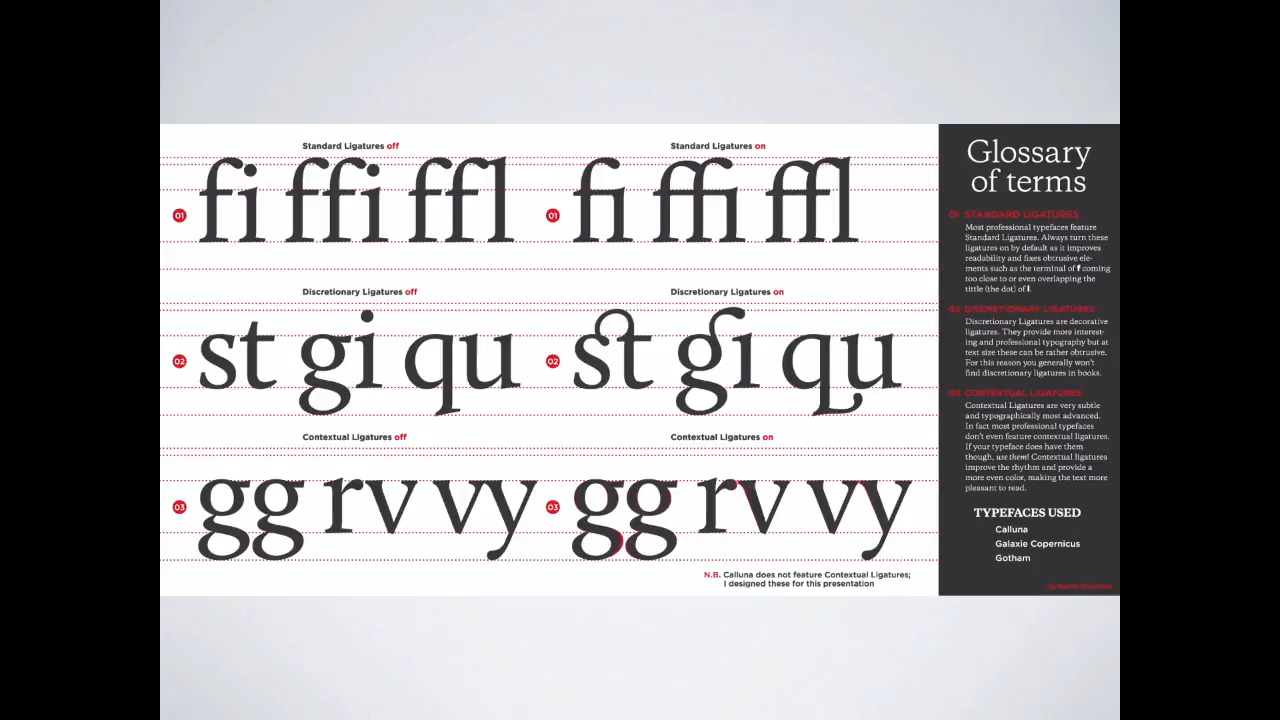 Standard Ligatures off
Standard Ligatures on
01 fi ffi ffl
01 fi ffi ffl
Discretionary Ligatures off
Discretionary Ligatures on
02 st gi qu
02 st gi qu
Contextual Ligatures off
Contextual Ligatures on
03 gg rv vy
03 gg rv vy
N.B. Calluna does not feature Contextual Ligatures;
I designed these for this presentation
Glossary
of terms
01 STANDARD LIGATURES
Most professional typefaces feature
Standard Ligatures. Always turn these
ligatures on by default as it improves
readability and fixes obtrusive ele-
ments such as the terminal of f coming
too close to or even overlapping the
tittle (the dot) of i.
02 DISCRETIONARY LIGATURES
Discretionary Ligatures are decorative
ligatures. They provide more interest-
ing and professional typography but at
text size these can be rather obtrusive.
For this reason you generally won't
find discretionary ligatures in books.
03 CONTEXTUAL LIGATURES
Contextual Ligatures are very subtle
and typographically most advanced.
In fact most professional typefaces
don't even feature contextual ligatures.
If your typeface does have them
though, use them! Contextual ligatures
improve the rhythm and provide a
more even color, making the text more
pleasant to read.
TYPEFACES USED
Calluna
Galaxie Copernicus
Gotham